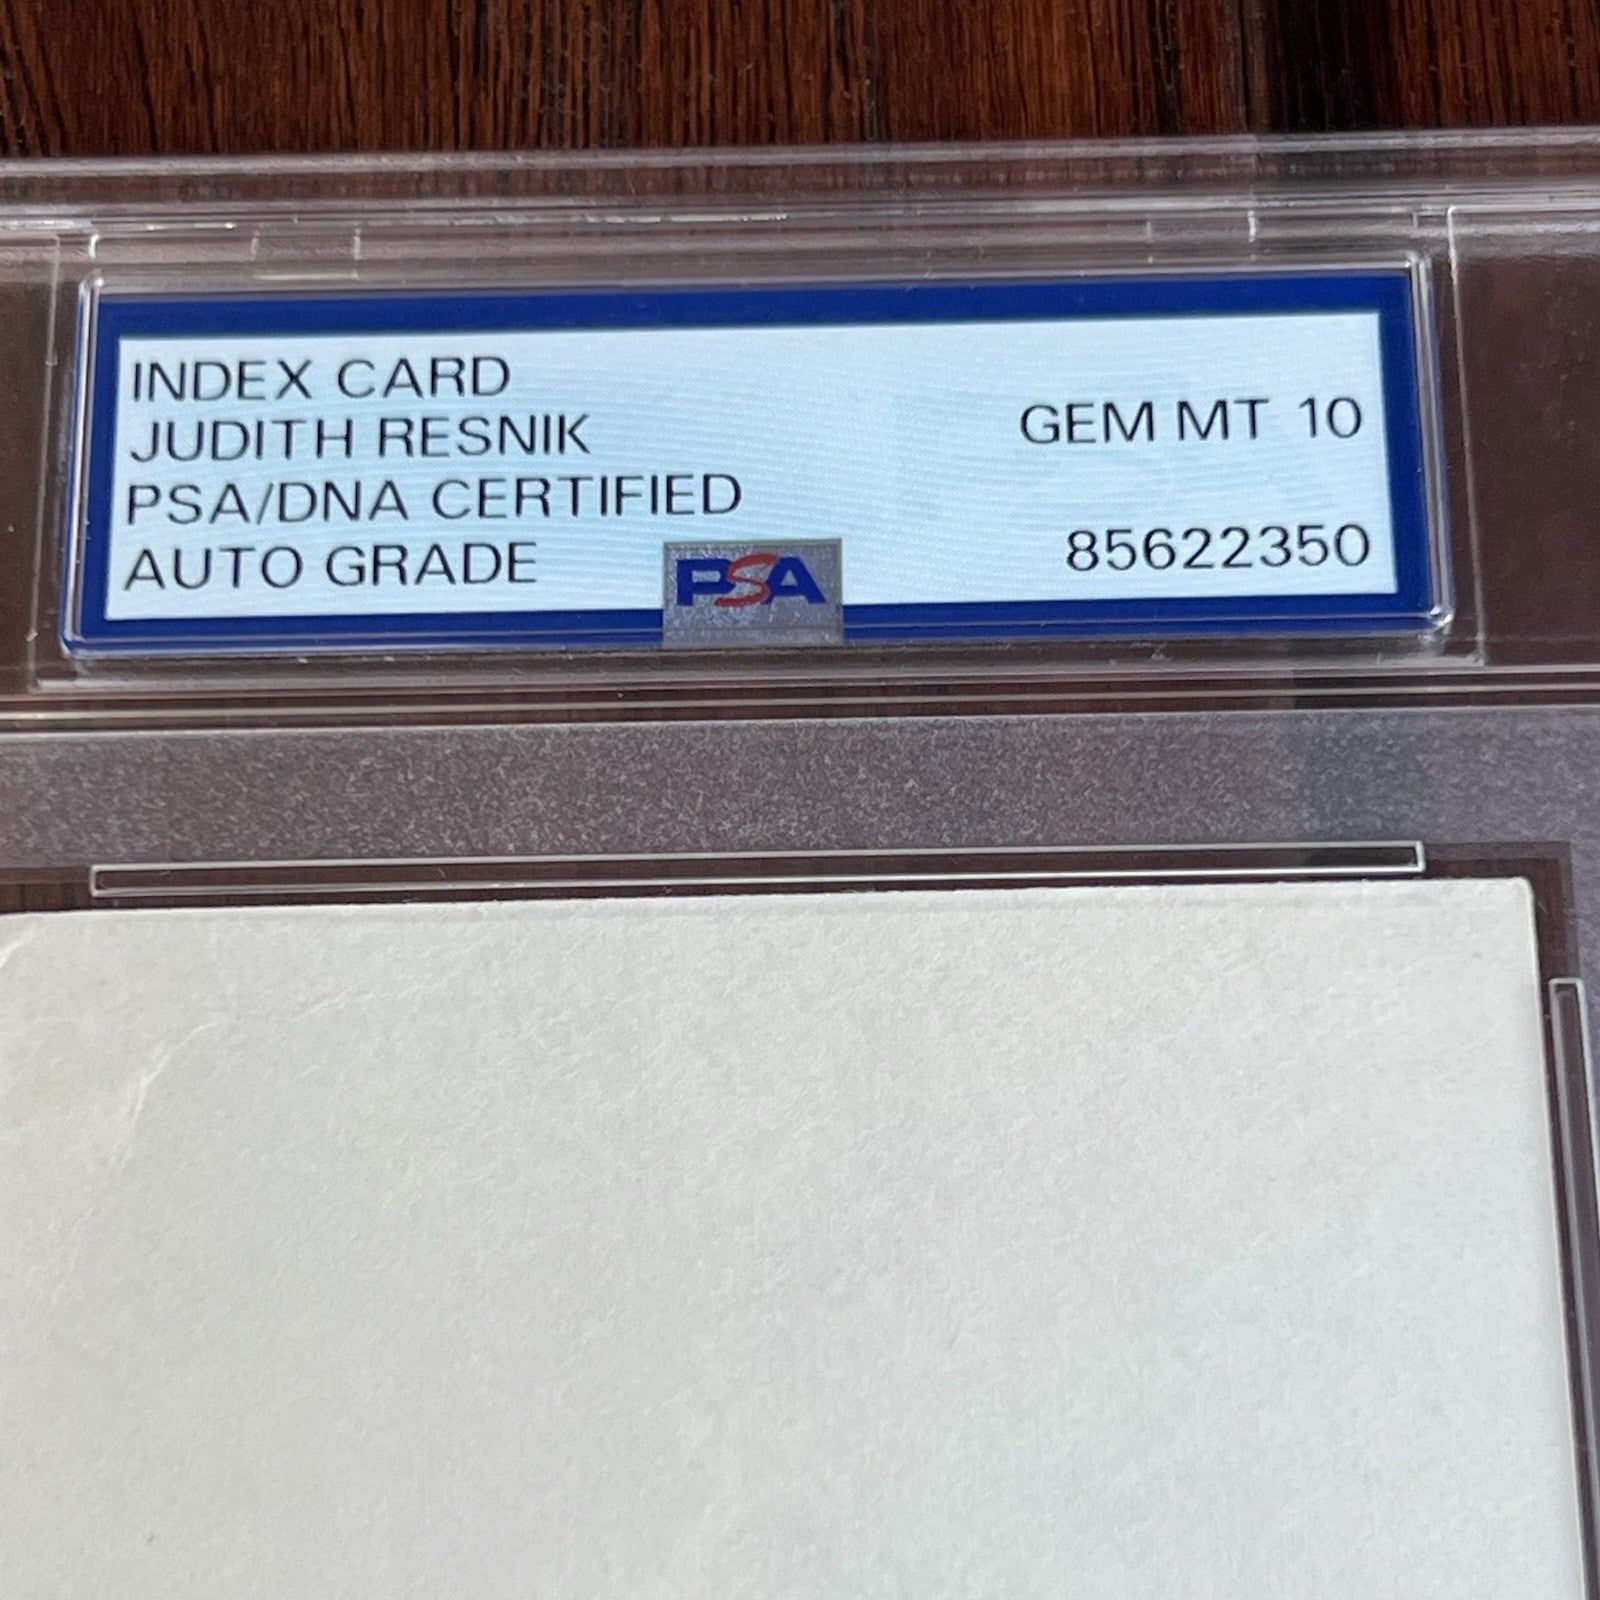 INDEX CARD
JUDITH RESNIK
PSA/DNA CERTIFIED
AUTO GRADE
GEM MT 10
85622350
PSA